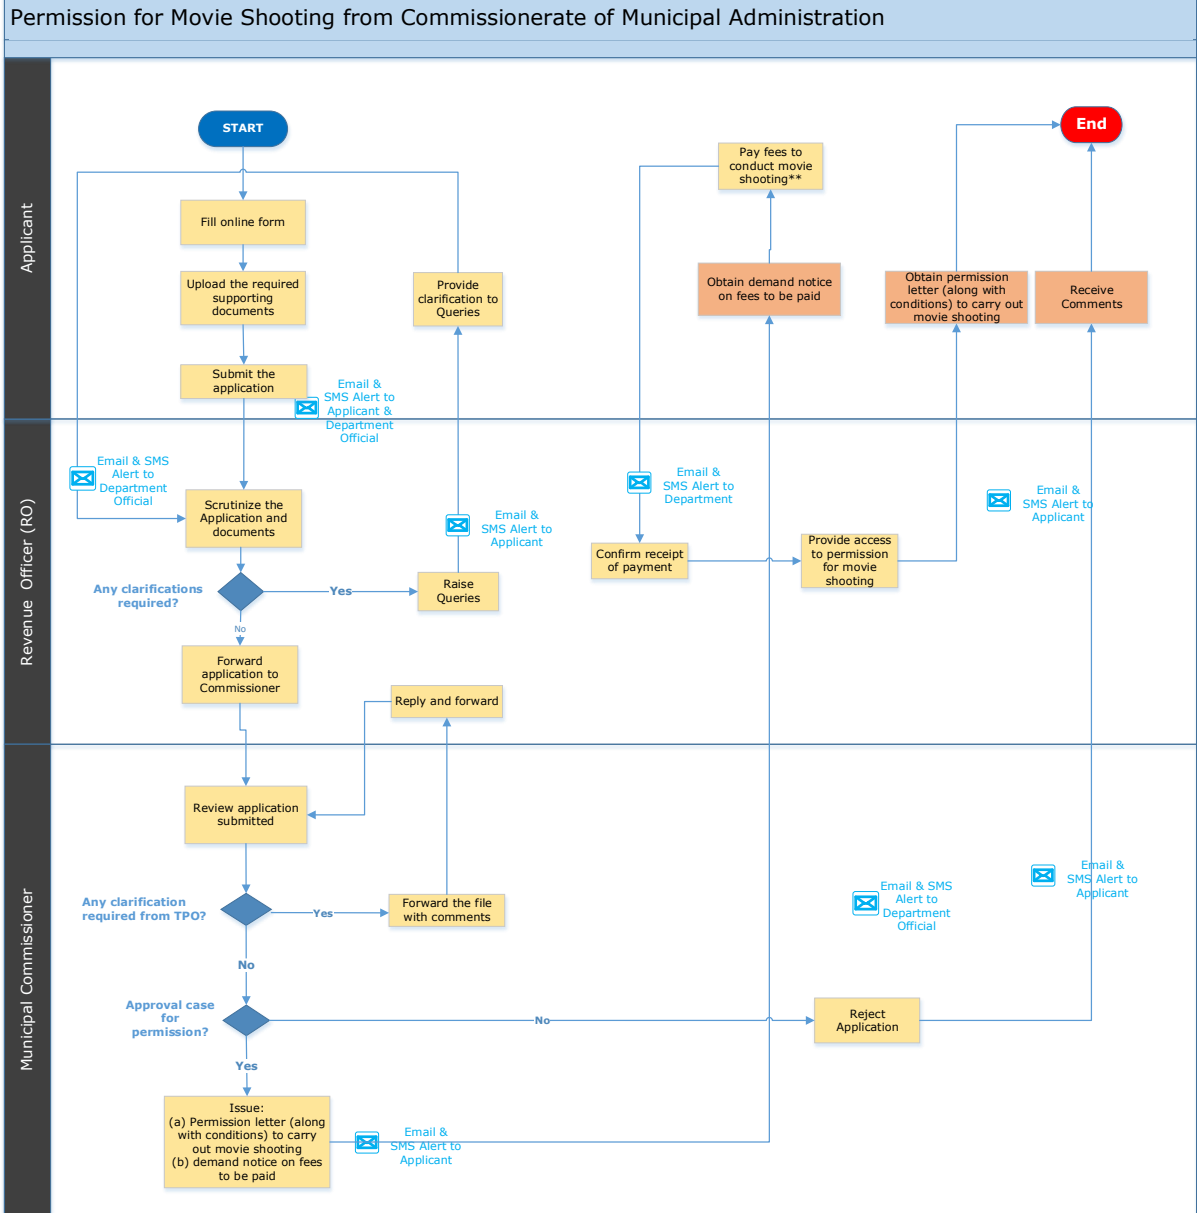 Permission for Movie Shooting from Commissionerate of Municipal Administration
Applicant
START
End
Pay fees to
conduct movie
shooting**
Fill online form
Upload the required
supporting
documents
Provide
clarification to
Queries
Obtain demand notice
on fees to be paid
Obtain permission
letter (along with
conditions) to carry out
movie shooting
Receive
Comments
Submit the
application
Email &
SMS Alert to
Applicant &
Department
Official
Revenue Officer (RO)
Email & SMS
Alert to
Department
Official
Scrutinize the
Application and
documents
Email &
SMS Alert to
Applicant
Email &
SMS Alert to
Department
Email &
SMS Alert to
Applicant
Confirm receipt
of payment
Provide access
to permission
for movie
shooting
Any clarifications
required?
Yes
Raise
Queries
No
Forward
application to
Commissioner
Reply and forward
Municipal Commissioner
Review application
submitted
Any clarification
required from TPO?
Yes
Forward the file
with comments
Email & SMS
Alert to
Department
Official
Email &
SMS Alert to
Applicant
No
Approval case
for
permission?
No
Reject
Application
Yes
Issue:
(a) Permission letter (along
with conditions) to carry
out movie shooting
(b) demand notice on fees
to be paid
Email &
SMS Alert to
Applicant